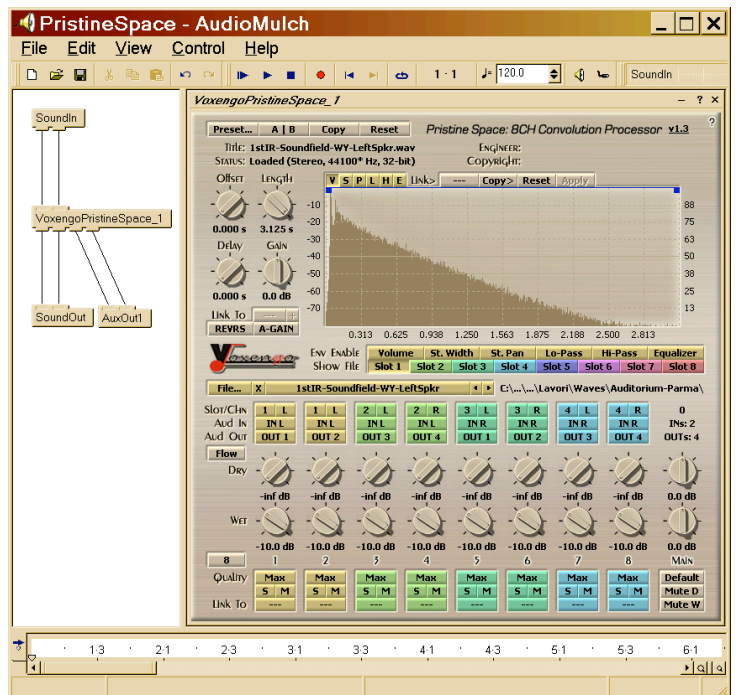 PristineSpace - AudioMulch
File Edit View Control Help
1 · 1 120.0 SoundIn
SoundIn
VoxengoPristineSpace_1
SoundOut AuxOut1
VoxengoPristineSpace_1 – ? ×
?
Preset... A | B Copy Reset Pristine Space: 8CH Convolution Processor v1.3
Title: 1stIR-Soundfield-WY-LeftSpkr.wav Engineer:
Status: Loaded (Stereo, 44100* Hz, 32-bit) Copyright:
Offset Length V S P L H E Link> --- Copy> Reset Apply
0.000 s 3.125 s
Delay Gain
0.000 s 0.0 dB
Link To --- +
REVRS A-GAIN
-10 88
-20 75
-30 63
-40 50
-50 38
-60 25
-70 13
0.313 0.625 0.938 1.250 1.563 1.875 2.188 2.500 2.813
Voxengo
Env Enable Volume St. Width St. Pan Lo-Pass Hi-Pass Equalizer
Show File Slot 1 Slot 2 Slot 3 Slot 4 Slot 5 Slot 6 Slot 7 Slot 8
File... X 1stIR-Soundfield-WY-LeftSpkr C:\...\...\Lavori\Waves\Auditorium-Parma\
Slot/Chn 1 L 1 L 2 L 2 R 3 L 3 R 4 L 4 R 0
Aud In IN L IN L IN L IN L IN R IN R IN R IN R INs: 2
Aud Out OUT 1 OUT 2 OUT 3 OUT 4 OUT 1 OUT 2 OUT 3 OUT 4 OUTs: 4
Flow
Dry
-inf dB -inf dB -inf dB -inf dB -inf dB -inf dB -inf dB -inf dB 0.0 dB
Wet
-10.0 dB -10.0 dB -10.0 dB -10.0 dB -10.0 dB -10.0 dB -10.0 dB -10.0 dB 0.0 dB
8 1 2 3 4 5 6 7 8 Main
Quality Max Max Max Max Max Max Max Max Default
S M S M S M S M S M S M S M S M Mute D
Link To --- --- --- --- --- --- --- --- Mute W
1·3 2·1 2·3 3·1 3·3 4·1 4·3 5·1 5·3 6·1